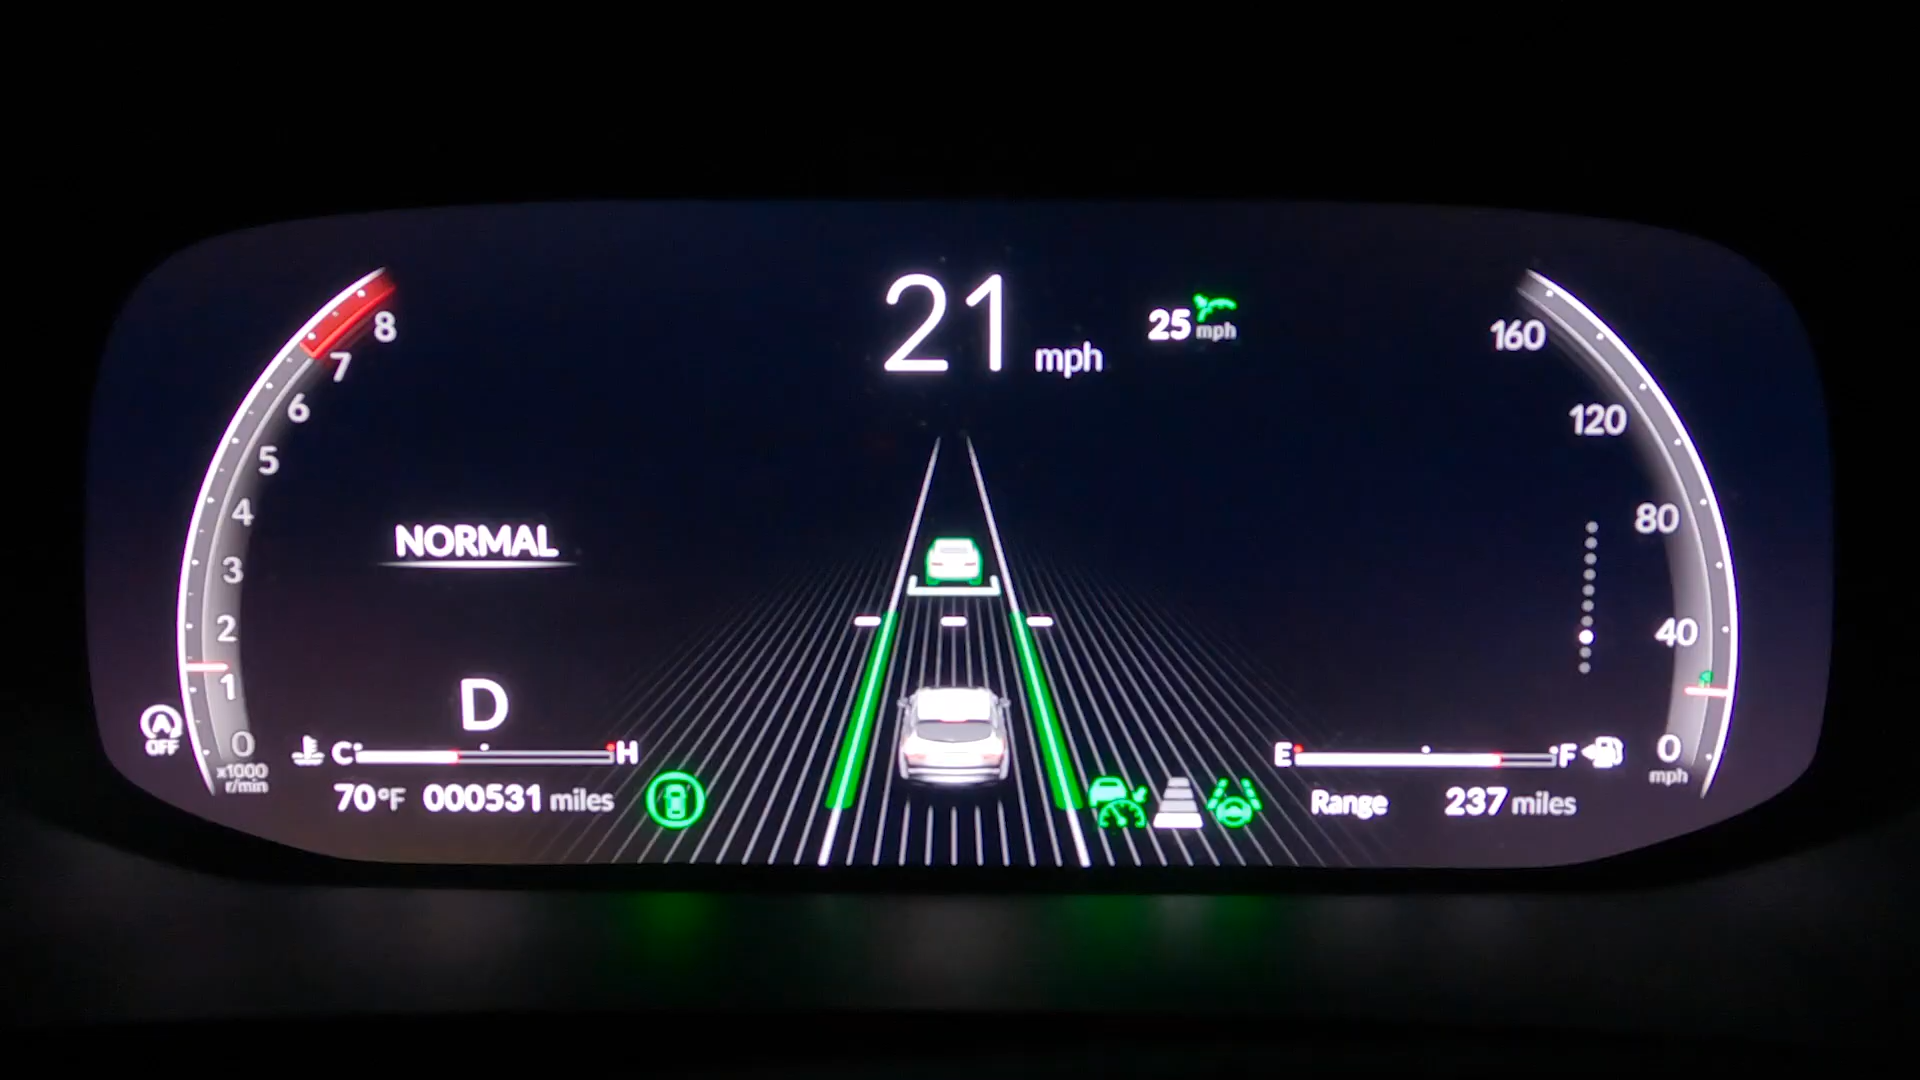 21 mph
25 mph
8
7
6
5
4
3
2
1
0
x1000
r/min
160
120
80
40
0
mph
NORMAL
D
A
OFF
C H
70°F 000531 miles
E F
Range 237 miles